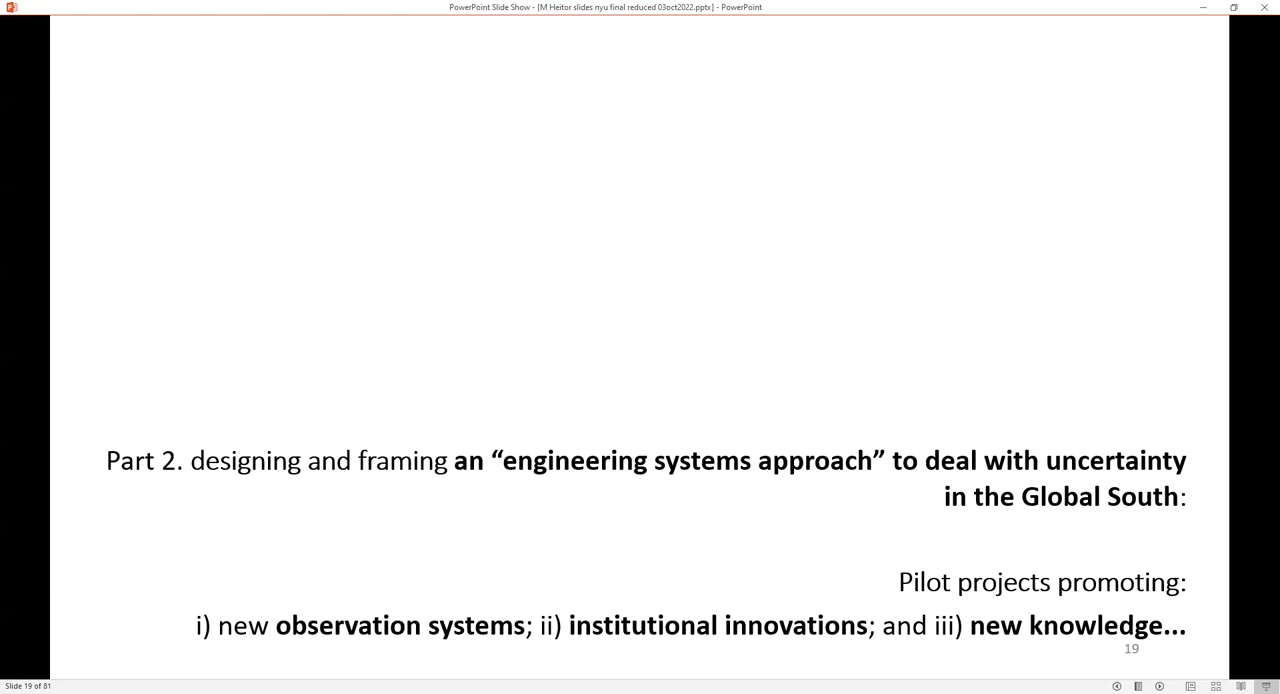 PowerPoint Slide Show - [M Heitor slides nyu final reduced 03oct2022.pptx] - PowerPoint
Part 2. designing and framing an “engineering systems approach” to deal with uncertainty
in the Global South:
Pilot projects promoting:
i) new observation systems; ii) institutional innovations; and iii) new knowledge...
19
Slide 19 of 81